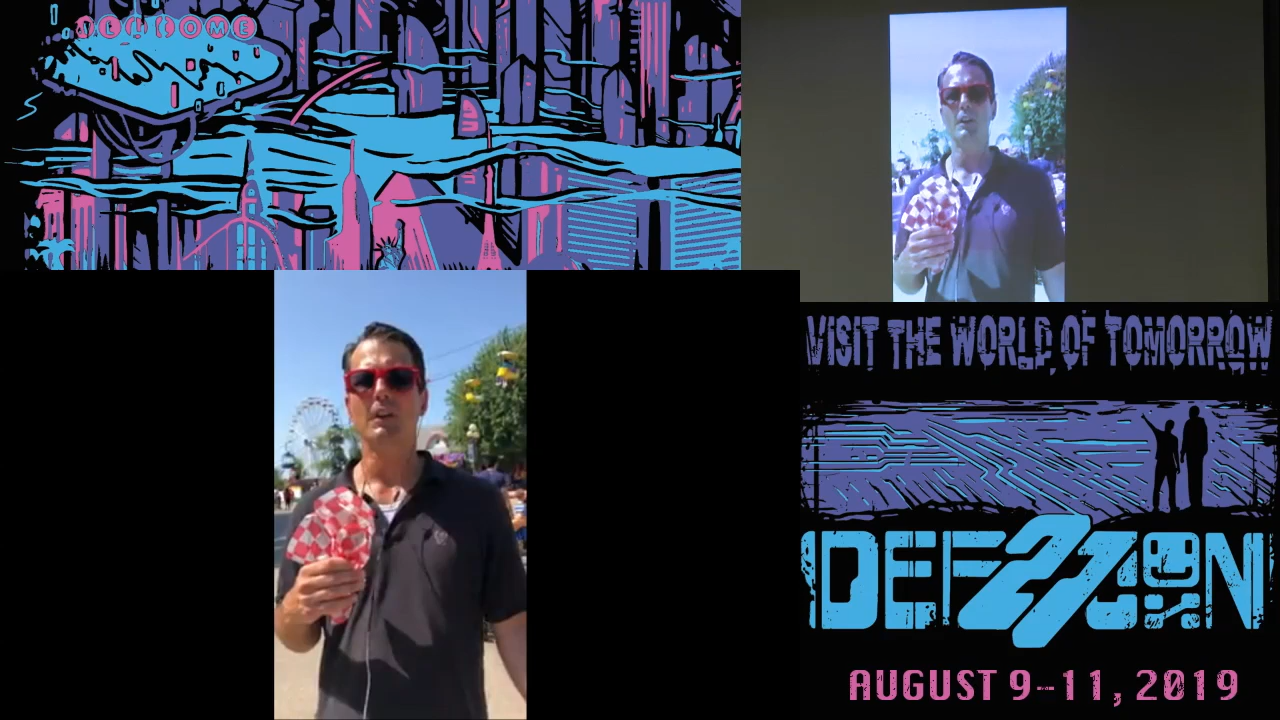 WELCOME
VISIT THE WORLD OF TOMORROW
DEF 27 CON
AUGUST 9-11, 2019